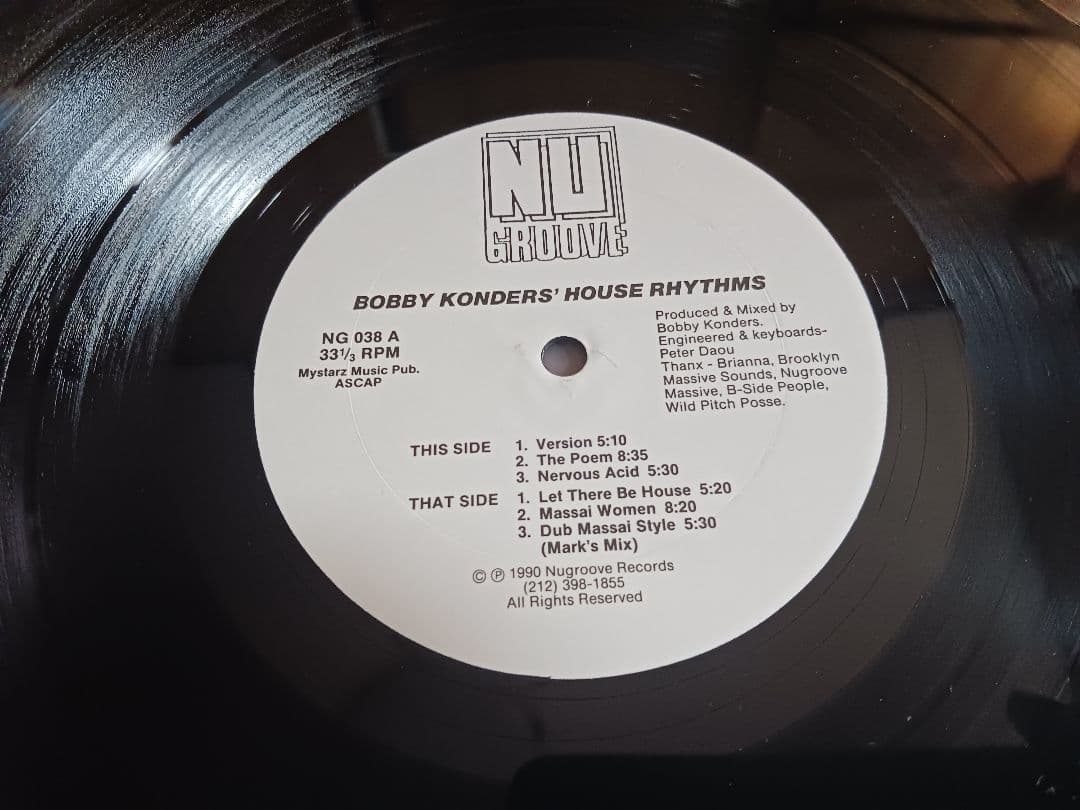 NU
GROOVE
BOBBY KONDERS' HOUSE RHYTHMS
NG 038 A
33 1/3 RPM
Mystarz Music Pub.
ASCAP
Produced & Mixed by
Bobby Konders.
Engineered & keyboards-
Peter Daou
Thanx - Brianna, Brooklyn
Massive Sounds, Nugroove
Massive, B-Side People,
Wild Pitch Posse.
THIS SIDE 1. Version 5:10
2. The Poem 8:35
3. Nervous Acid 5:30
THAT SIDE 1. Let There Be House 5:20
2. Massai Women 8:20
3. Dub Massai Style 5:30
(Mark's Mix)
© ℗ 1990 Nugroove Records
(212) 398-1855
All Rights Reserved